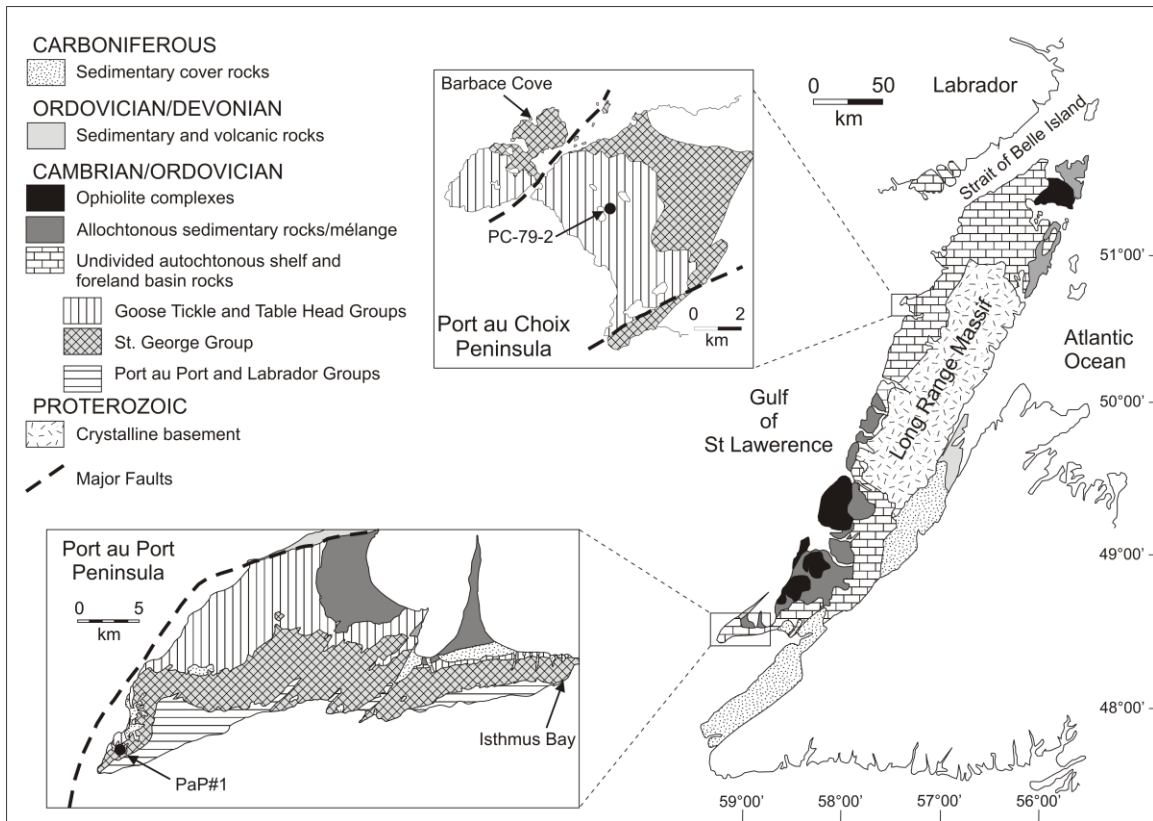 CARBONIFEROUS
Sedimentary cover rocks
ORDOVICIAN/DEVONIAN
Sedimentary and volcanic rocks
CAMBRIAN/ORDOVICIAN
Ophiolite complexes
Allochtonous sedimentary rocks/mélange
Undivided autochtonous shelf and
foreland basin rocks
Goose Tickle and Table Head Groups
St. George Group
Port au Port and Labrador Groups
PROTEROZOIC
Crystalline basement
Major Faults
Barbace Cove
PC-79-2
Port au Choix
Peninsula
0 2
km
0 50
km
Labrador
Strait of Belle Island
Long Range Massif
Atlantic
Ocean
Gulf
of
St Lawerence
51°00'
50°00'
49°00'
48°00'
59°00' 58°00' 57°00' 56°00'
Port au Port
Peninsula
0 5
km
Isthmus Bay
PaP#1